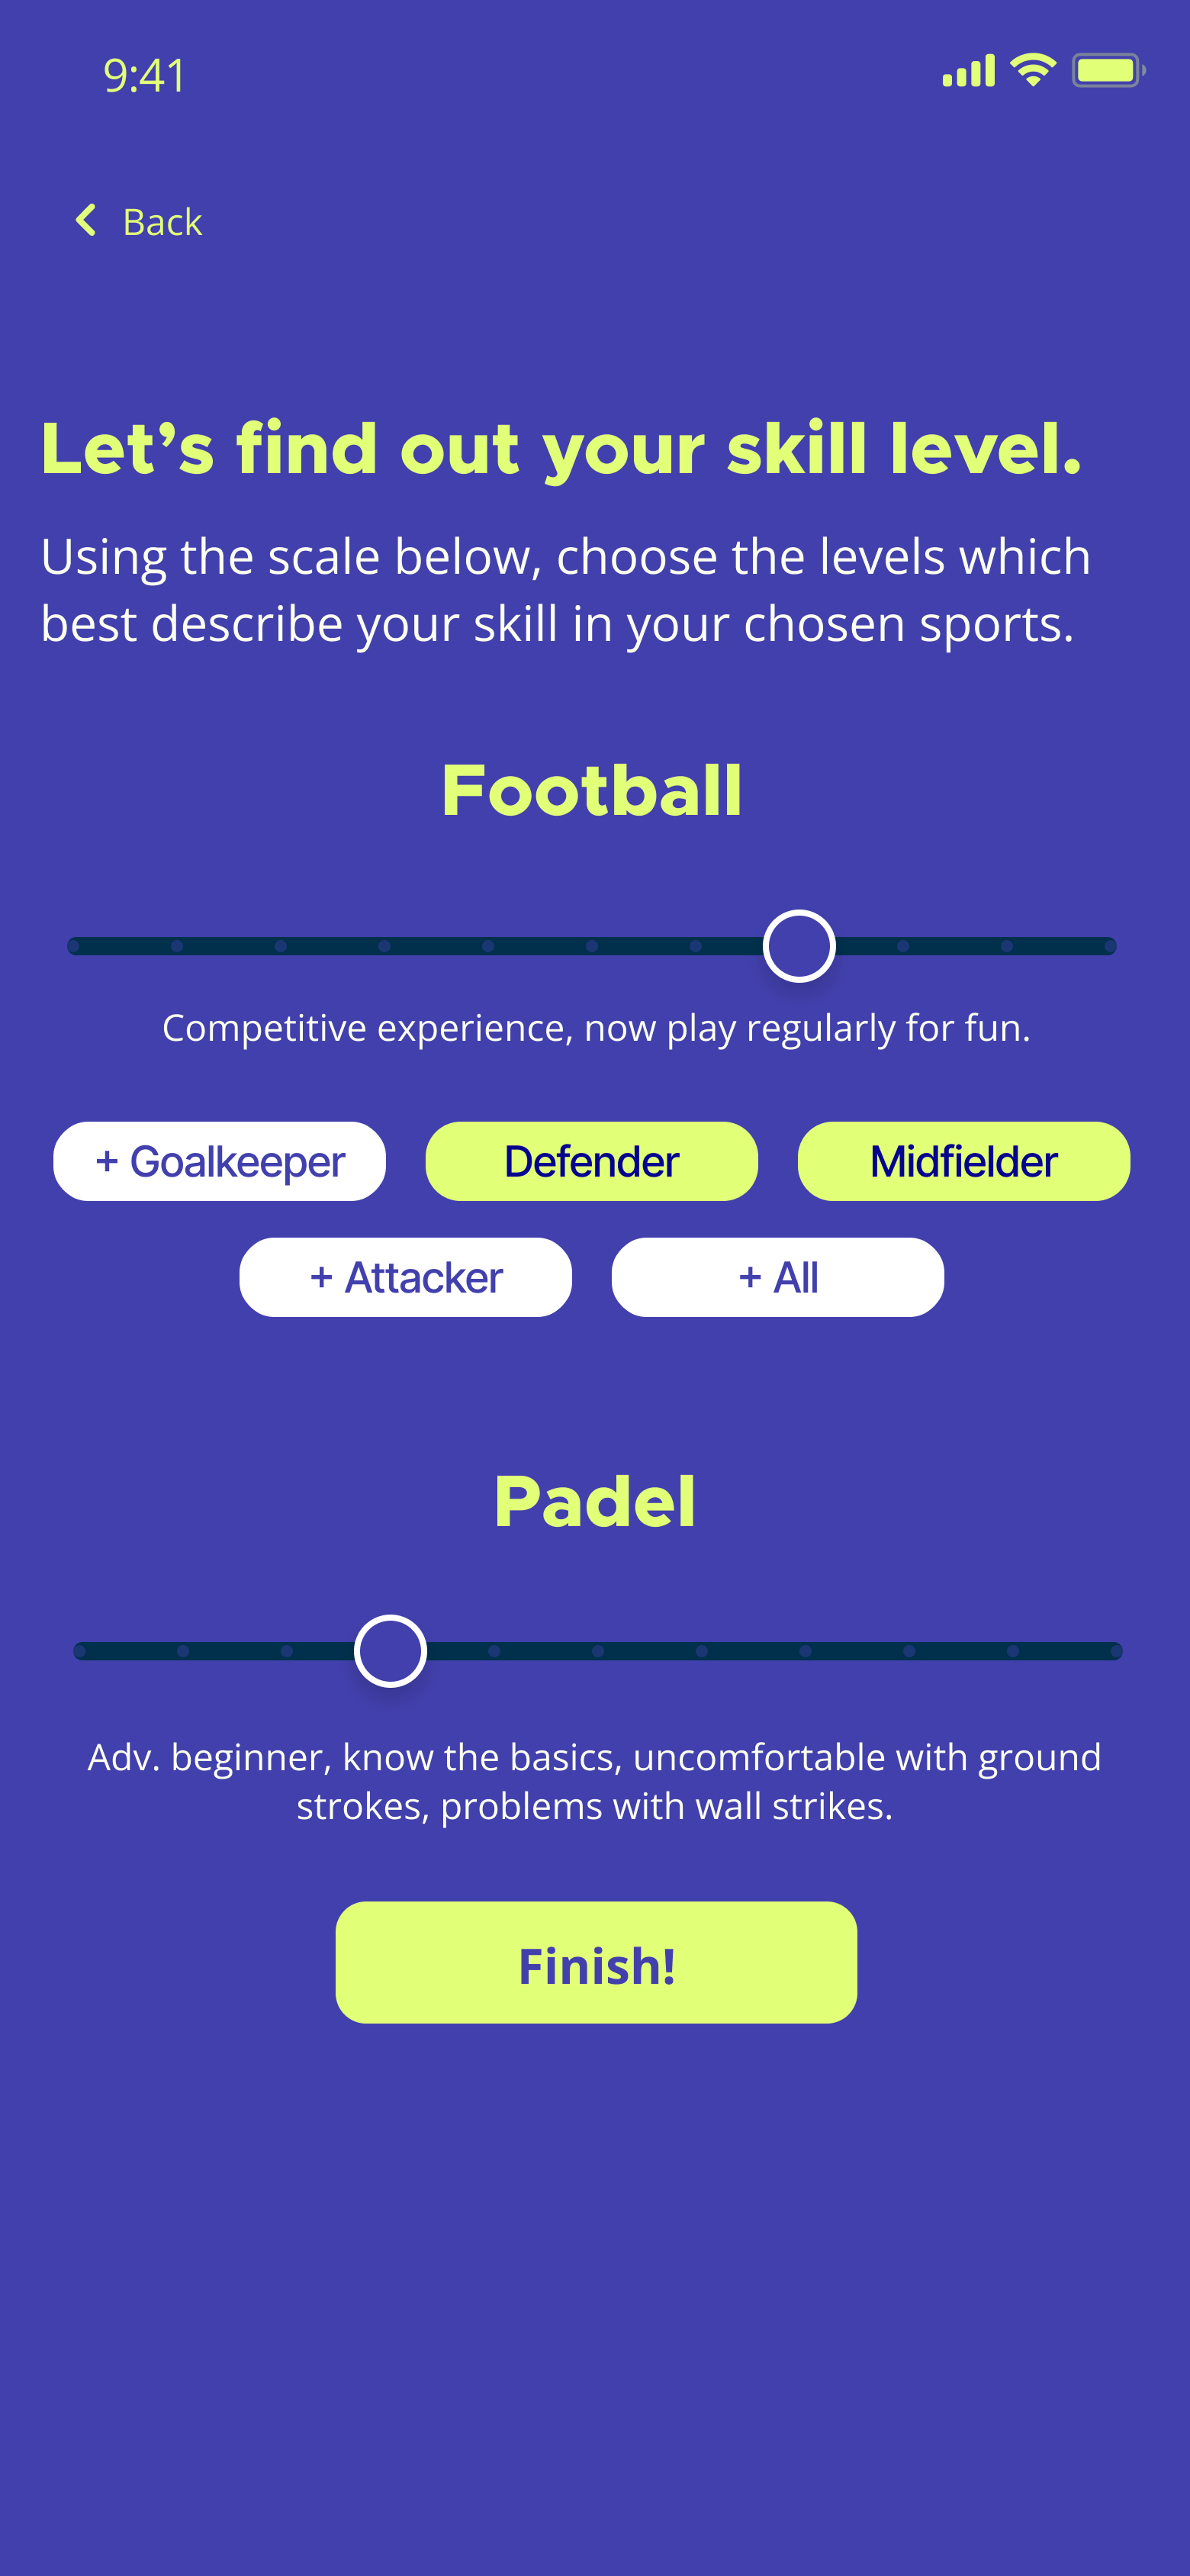 9:41
Back
Let’s find out your skill level.
Using the scale below, choose the levels which
best describe your skill in your chosen sports.
Football
Competitive experience, now play regularly for fun.
+ Goalkeeper
Defender
Midfielder
+ Attacker
+ All
Padel
Adv. beginner, know the basics, uncomfortable with ground
strokes, problems with wall strikes.
Finish!